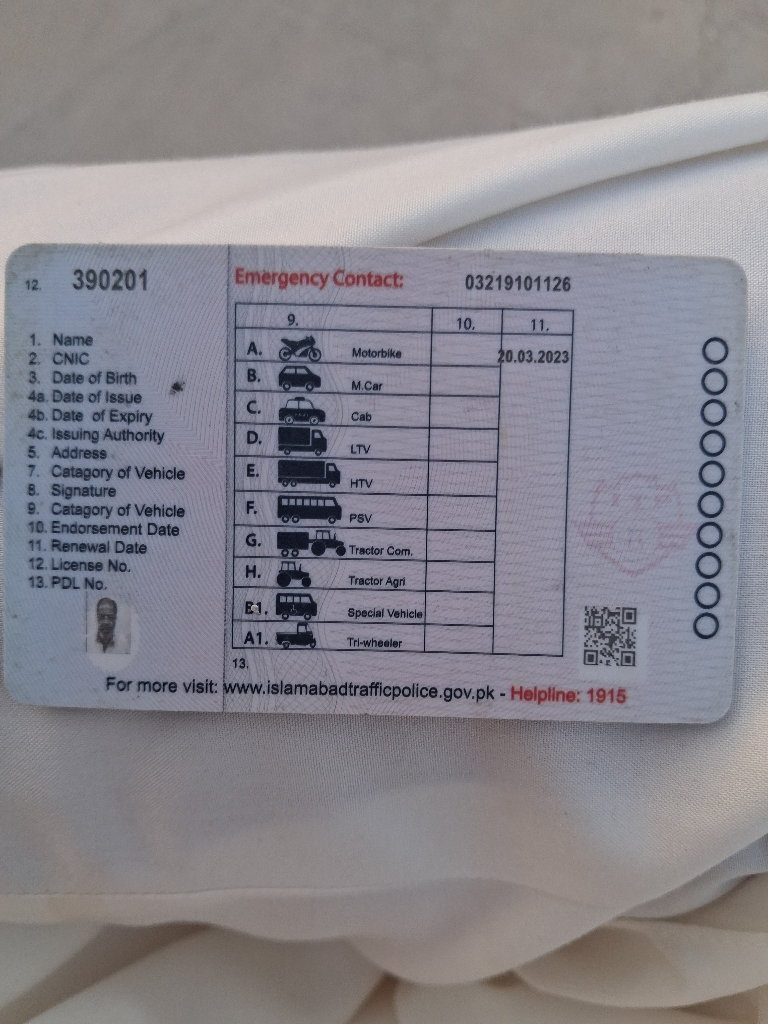 12. 390201
Emergency Contact: 03219101126
1. Name
2. CNIC
3. Date of Birth
4a. Date of Issue
4b. Date of Expiry
4c. Issuing Authority
5. Address
7. Catagory of Vehicle
8. Signature
9. Catagory of Vehicle
10. Endorsement Date
11. Renewal Date
12. License No.
13. PDL No.
9. 10. 11.
A. Motorbike 20.03.2023
B. M.Car
C. Cab
D. LTV
E. HTV
F. PSV
G. Tractor Com.
H. Tractor Agri
B1. Special Vehicle
A1. Tri-wheeler
13.
For more visit: www.islamabadtrafficpolice.gov.pk - Helpline: 1915